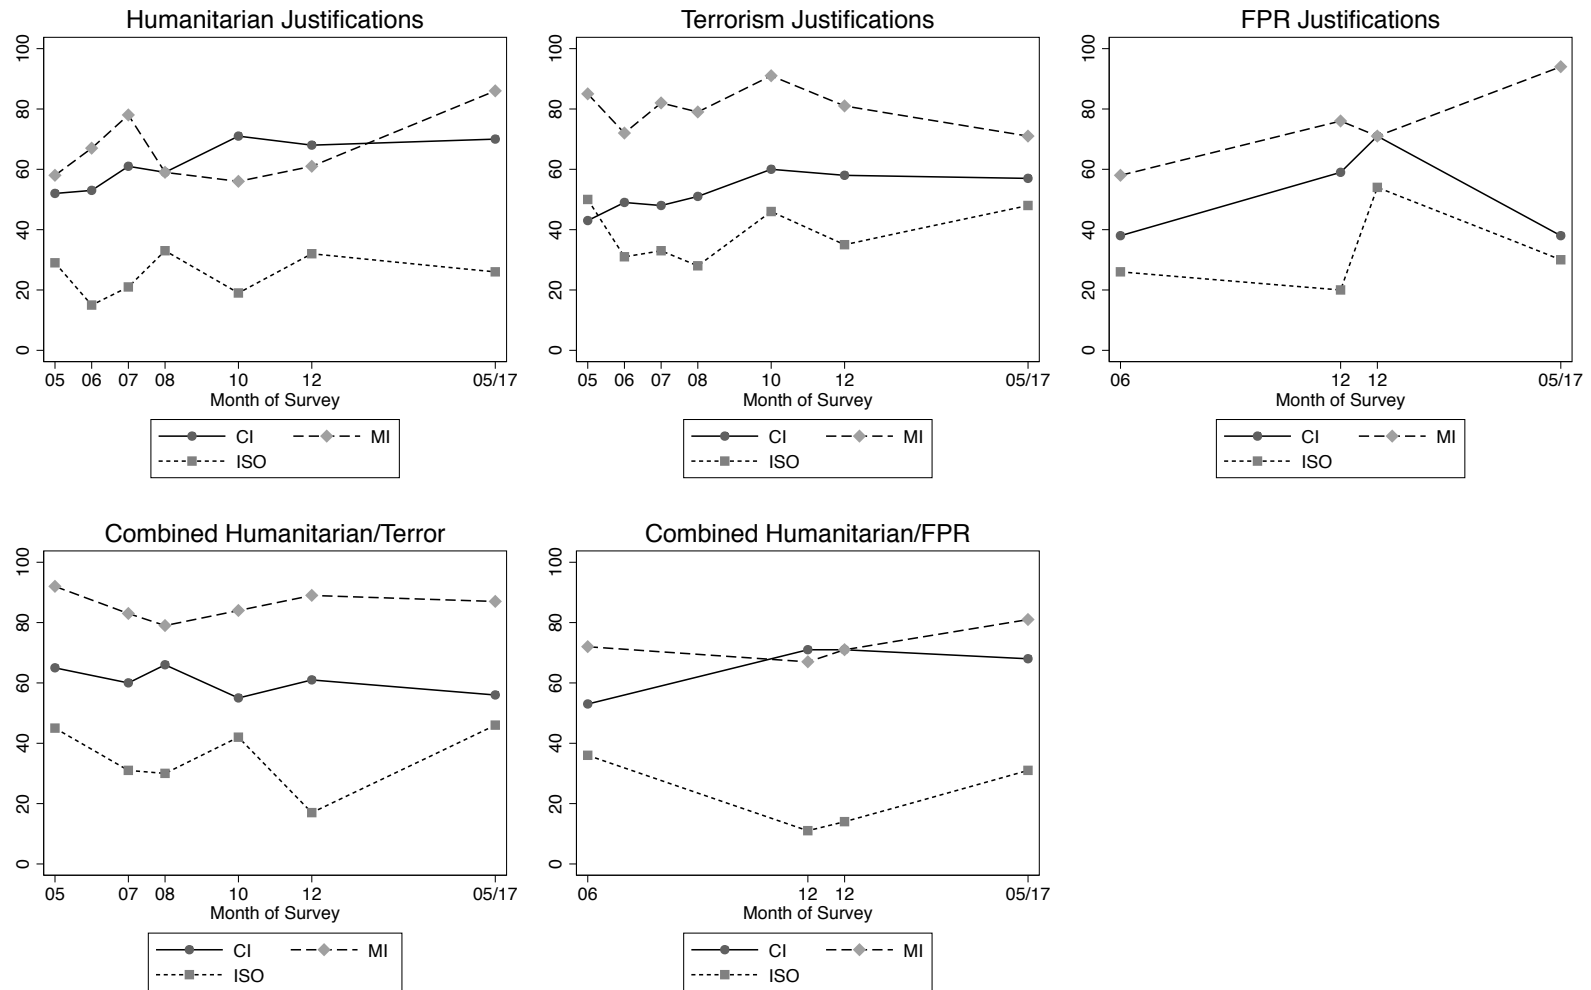 Humanitarian Justifications
100
80
60
40
20
0
05 06 07 08 10 12 05/17
Month of Survey
CI MI
ISO
Terrorism Justifications
100
80
60
40
20
0
05 06 07 08 10 12 05/17
Month of Survey
CI MI
ISO
FPR Justifications
100
80
60
40
20
0
06 12 12 05/17
Month of Survey
CI MI
ISO
Combined Humanitarian/Terror
100
80
60
40
20
0
05 07 08 10 12 05/17
Month of Survey
CI MI
ISO
Combined Humanitarian/FPR
100
80
60
40
20
0
06 12 12 05/17
Month of Survey
CI MI
ISO